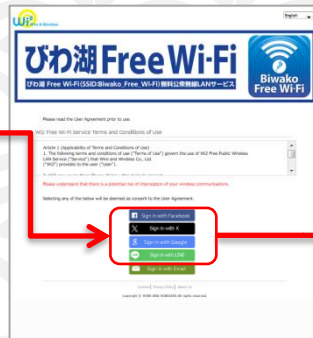 Wi2
English
びわ湖 Free Wi-Fi
びわ湖 Free Wi-Fi(SSID:Biwako_Free_Wi-Fi)無料公衆無線LANサービス
Biwako
Free Wi-Fi
Please read the User Agreement prior to use.
Wi2 Free Wi-Fi Service Terms and Conditions of Use
Article 1 (Applicability of Terms and Conditions of Use)
1. The following terms and conditions of use ("Terms of Use") govern the use of Wi2 Free Public Wireless
LAN Service ("Service") that Wire and Wireless Co., Ltd.
("Wi2") provides to the user ("User").
Please understand that there is a potential risk of interception of your wireless communications.
Selecting any of the below will be deemed as consent to the User Agreement.
Sign in with Facebook
Sign in with X
Sign in with Google
Sign in with LINE
Sign in with Email